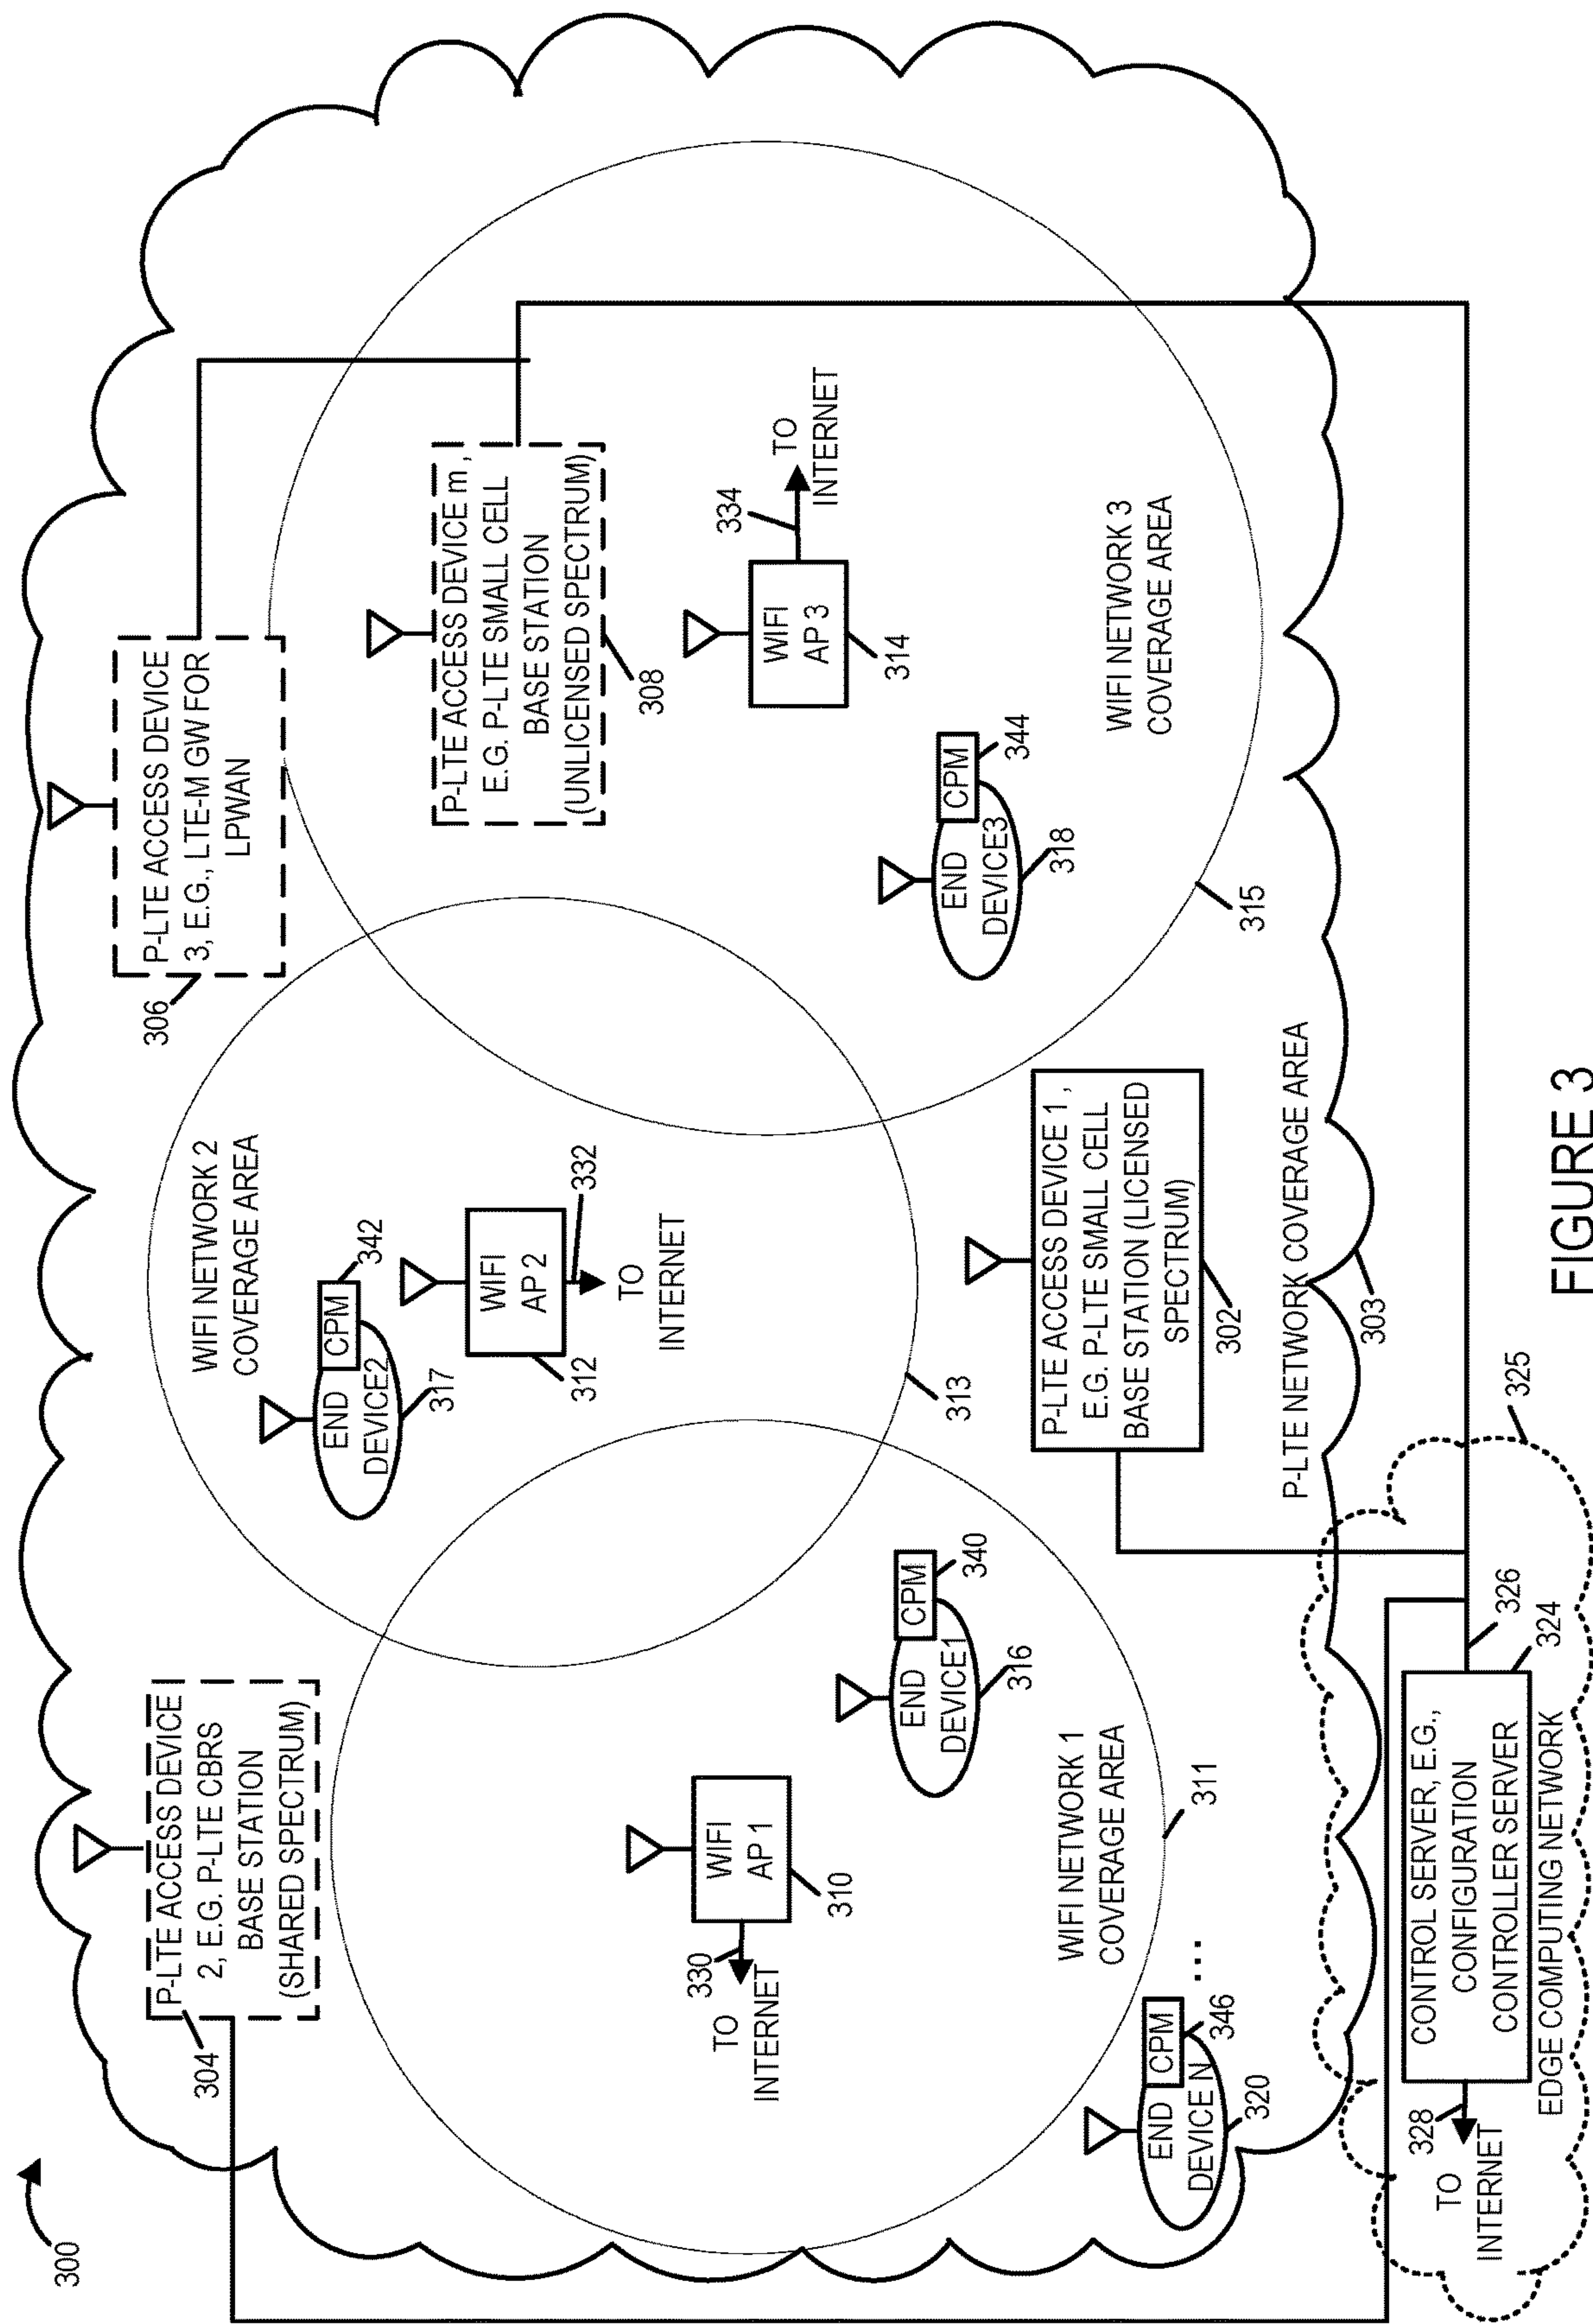 300
304
P-LTE ACCESS DEVICE
2, E.G. P-LTE CBRS
BASE STATION
(SHARED SPECTRUM)
WIFI NETWORK 2
COVERAGE AREA
306
P-LTE ACCESS DEVICE
3, E.G., LTE-M GW FOR
LPWAN
END
DEVICE2
CPM
342
317
WIFI
AP 2
312
332
TO
INTERNET
P-LTE ACCESS DEVICE m ,
E.G. P-LTE SMALL CELL
BASE STATION
(UNLICENSED SPECTRUM)
308
WIFI
AP 1
310
330
TO
INTERNET
WIFI
AP 3
314
334
TO
INTERNET
END
DEVICE1
CPM
340
316
313
END
DEVICE3
CPM
344
318
WIFI NETWORK 1
COVERAGE AREA
311
P-LTE ACCESS DEVICE 1 ,
E.G. P-LTE SMALL CELL
BASE STATION (LICENSED
SPECTRUM)
302
WIFI NETWORK 3
COVERAGE AREA
315
END
DEVICE N
CPM
346
320
...
P-LTE NETWORK COVERAGE AREA
303
TO
INTERNET
328
CONTROL SERVER, E.G.,
CONFIGURATION
CONTROLLER SERVER
324
326
325
EDGE COMPUTING NETWORK
FIGURE 3